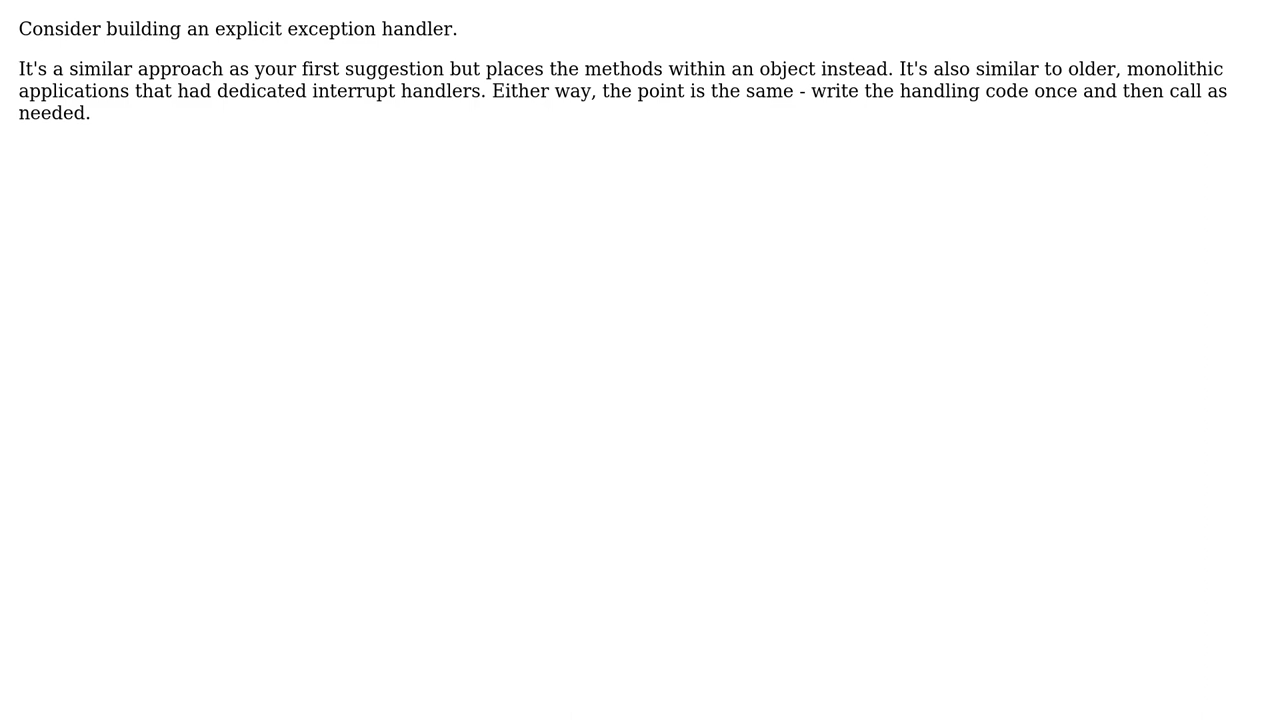 Consider building an explicit exception handler.
It's a similar approach as your first suggestion but places the methods within an object instead. It's also similar to older, monolithic
applications that had dedicated interrupt handlers. Either way, the point is the same - write the handling code once and then call as
needed.